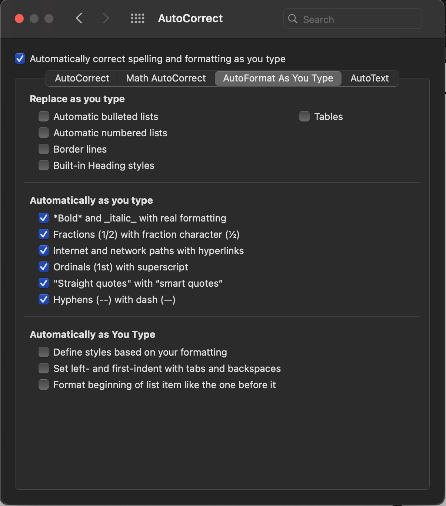 AutoCorrect
Search
Automatically correct spelling and formatting as you type
AutoCorrect
Math AutoCorrect
AutoFormat As You Type
AutoText
Replace as you type
Automatic bulleted lists
Tables
Automatic numbered lists
Border lines
Built-in Heading styles
Automatically as you type
*Bold* and _italic_ with real formatting
Fractions (1/2) with fraction character (½)
Internet and network paths with hyperlinks
Ordinals (1st) with superscript
"Straight quotes" with “smart quotes”
Hyphens (--) with dash (—)
Automatically as You Type
Define styles based on your formatting
Set left- and first-indent with tabs and backspaces
Format beginning of list item like the one before it